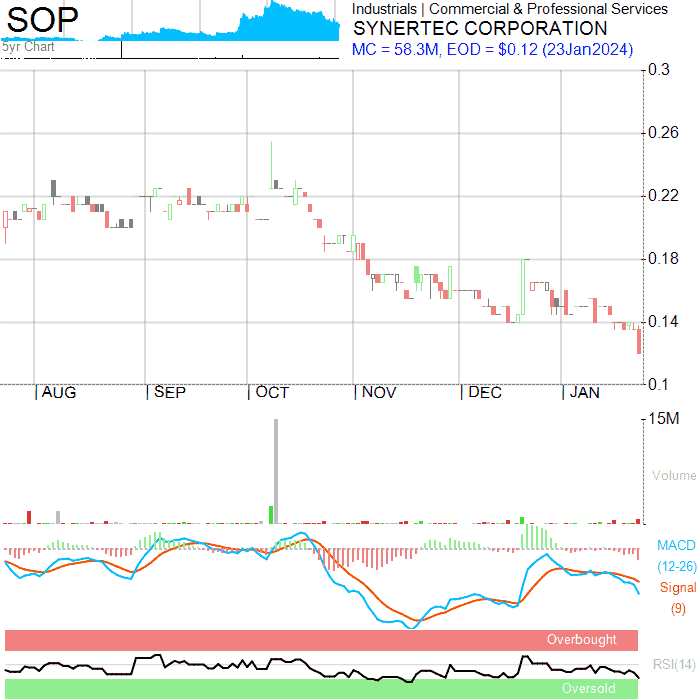 SOP
Industrials | Commercial & Professional Services
SYNERTEC CORPORATION
5yr Chart
MC = 58.3M, EOD = $0.12 (23Jan2024)
0.3
0.26
0.22
0.18
0.14
0.1
|AUG |SEP |OCT |NOV |DEC |JAN
15M
Volume
MACD
(12-26)
Signal
(9)
Overbought
RSI(14)
Oversold